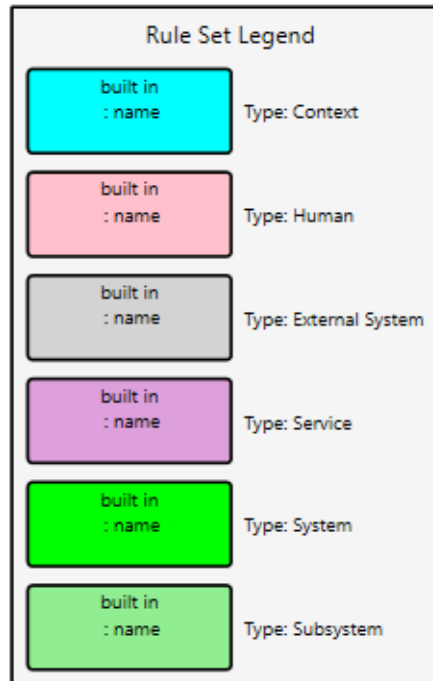 Rule Set Legend
built in
: name
Type: Context
built in
: name
Type: Human
built in
: name
Type: External System
built in
: name
Type: Service
built in
: name
Type: System
built in
: name
Type: Subsystem